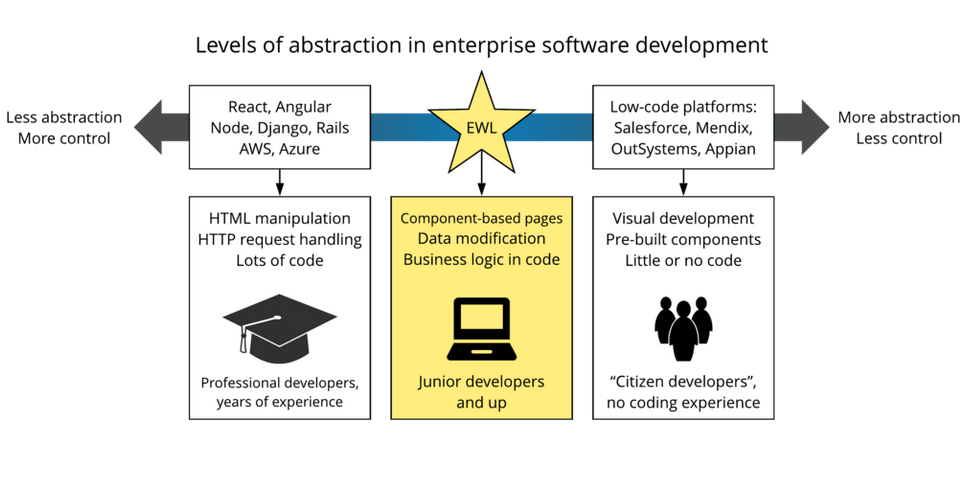 Levels of abstraction in enterprise software development
Less abstraction
More control
React, Angular
Node, Django, Rails
AWS, Azure
EWL
Low-code platforms:
Salesforce, Mendix,
OutSystems, Appian
More abstraction
Less control
HTML manipulation
HTTP request handling
Lots of code
Professional developers,
years of experience
Component-based pages
Data modification
Business logic in code
Junior developers
and up
Visual development
Pre-built components
Little or no code
“Citizen developers”,
no coding experience